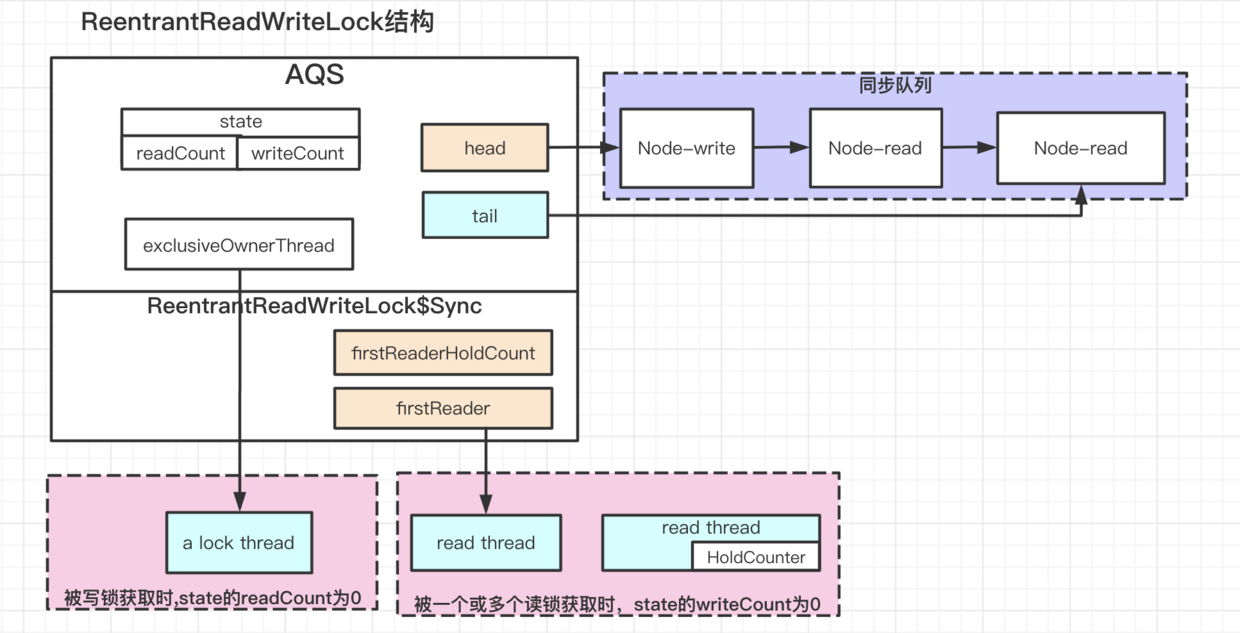 ReentrantReadWriteLock结构
AQS
state
readCount
writeCount
head
tail
exclusiveOwnerThread
同步队列
Node-write
Node-read
Node-read
ReentrantReadWriteLock$Sync
firstReaderHoldCount
firstReader
a lock thread
被写锁获取时,state的readCount为0
read thread
read thread
HoldCounter
被一个或多个读锁获取时，state的writeCount为0